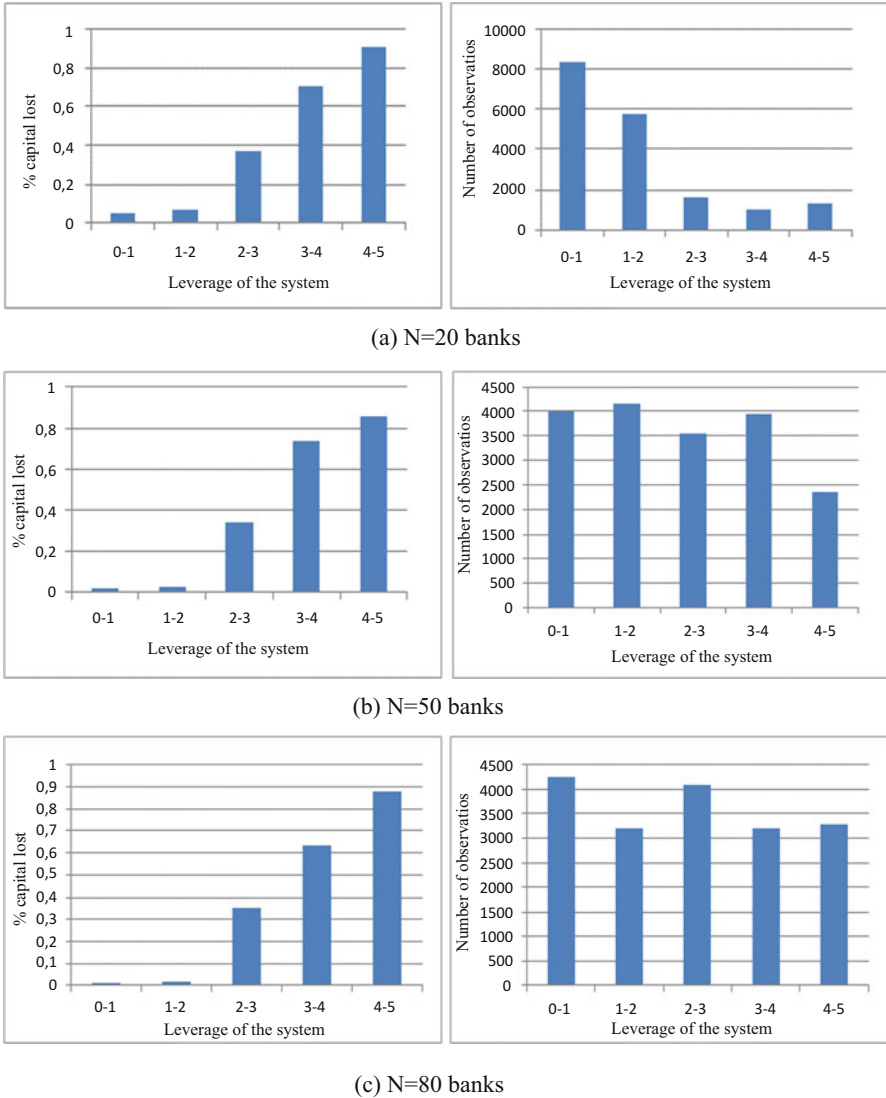 1
0,8
0,6
0,4
0,2
0
% capital lost
0-1 1-2 2-3 3-4 4-5
Leverage of the system
10000
8000
6000
4000
2000
0
Number of observatios
0-1 1-2 2-3 3-4 4-5
Leverage of the system
(a) N=20 banks
1
0,8
0,6
0,4
0,2
0
% capital lost
0-1 1-2 2-3 3-4 4-5
Leverage of the system
4500
4000
3500
3000
2500
2000
1500
1000
500
0
Number of observatios
0-1 1-2 2-3 3-4 4-5
Leverage of the system
(b) N=50 banks
1
0,9
0,8
0,7
0,6
0,5
0,4
0,3
0,2
0,1
0
% capital lost
0-1 1-2 2-3 3-4 4-5
Leverage of the system
4500
4000
3500
3000
2500
2000
1500
1000
500
0
Number of observatios
0-1 1-2 2-3 3-4 4-5
Leverage of the system
(c) N=80 banks